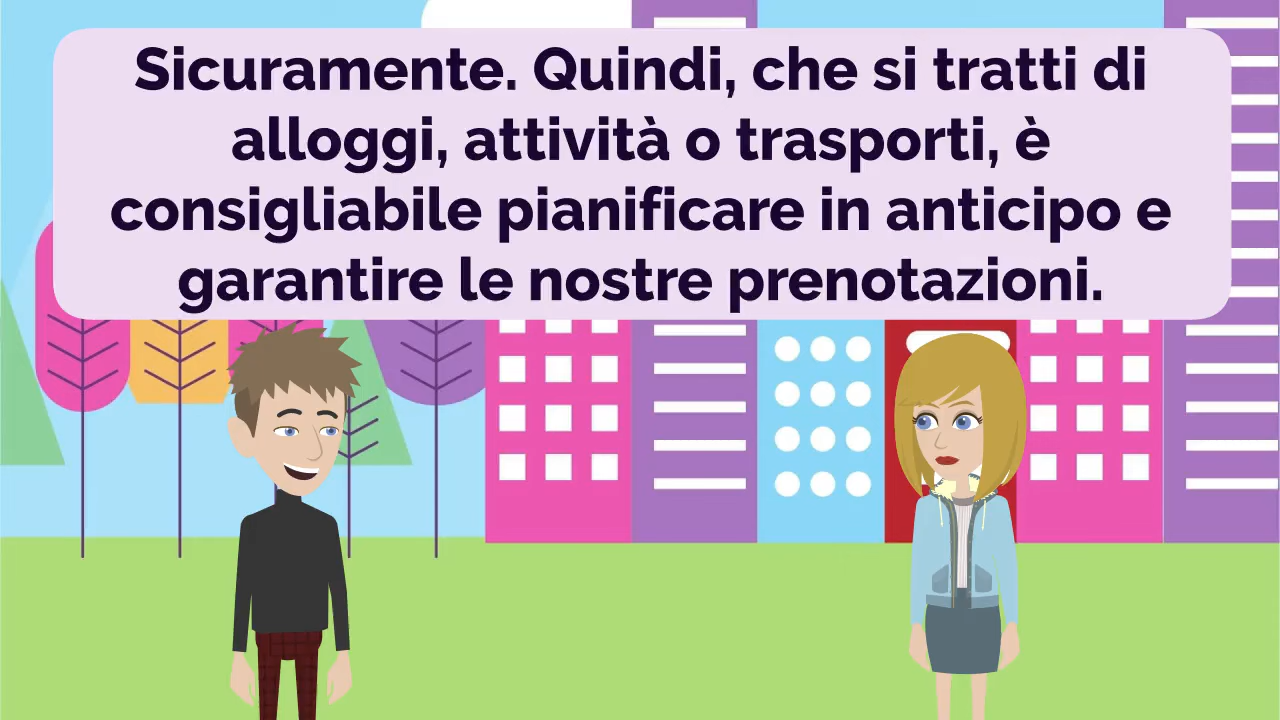 Sicuramente. Quindi, che si tratti di
alloggi, attività o trasporti, è
consigliabile pianificare in anticipo e
garantire le nostre prenotazioni.